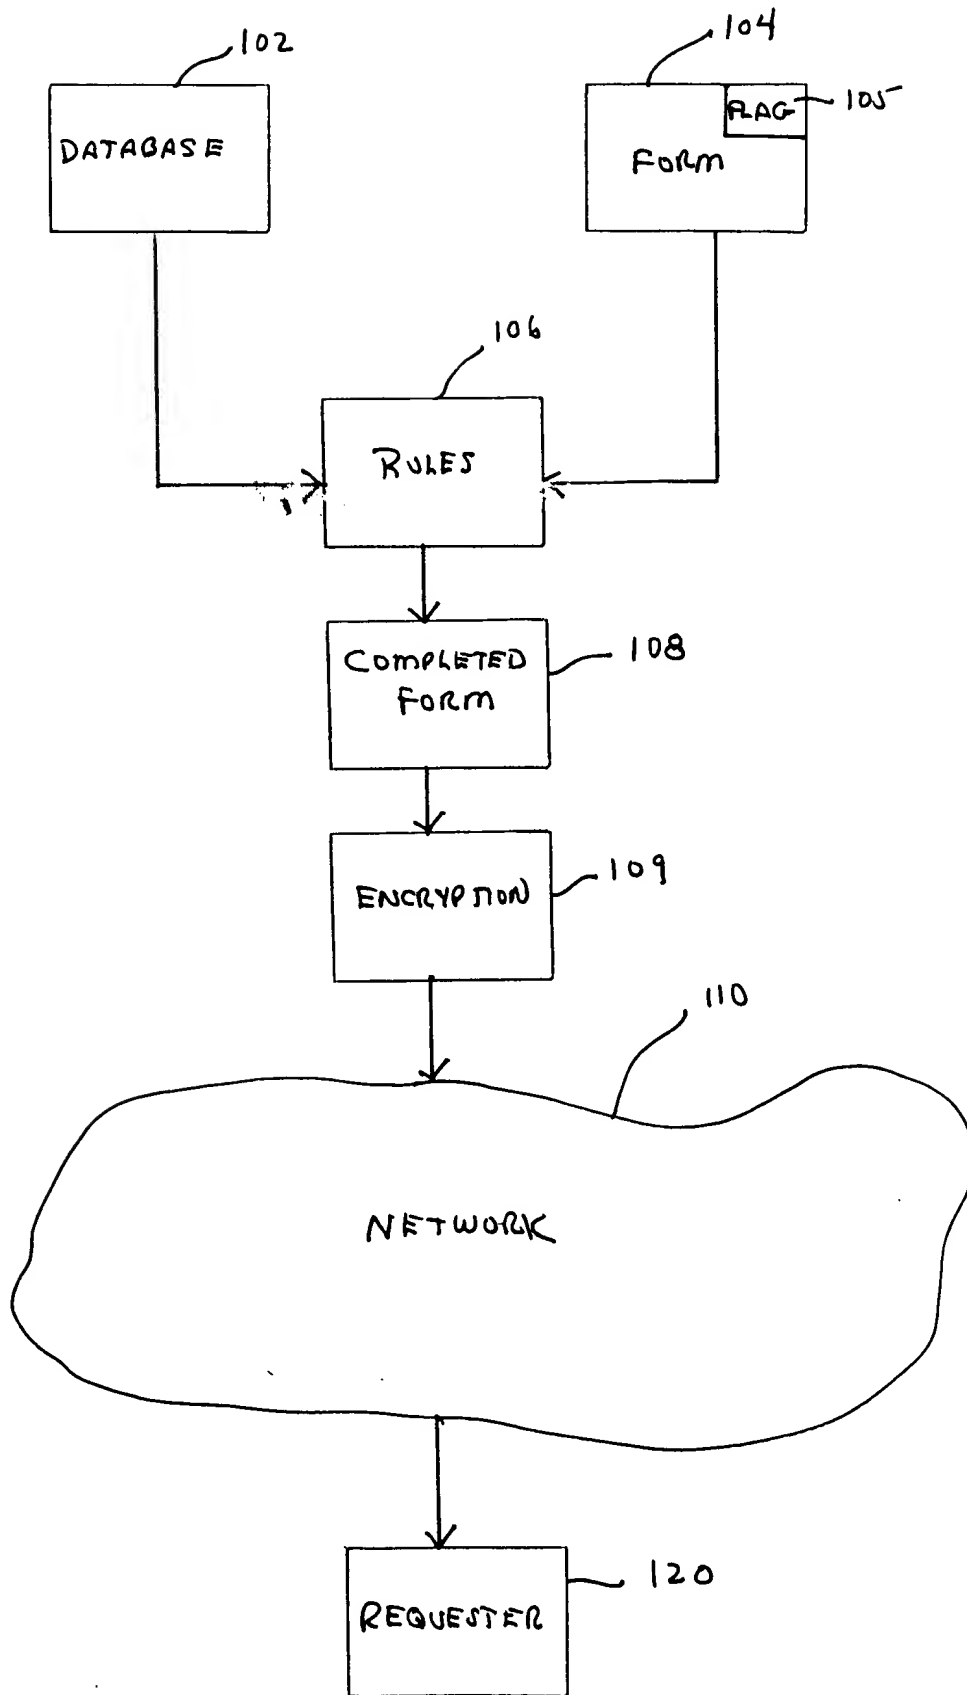 102
104
DATABASE
FLAG
105
FORM
106
RULES
COMPLETED
FORM
108
ENCRYPTION
109
110
NETWORK
REQUESTER
120